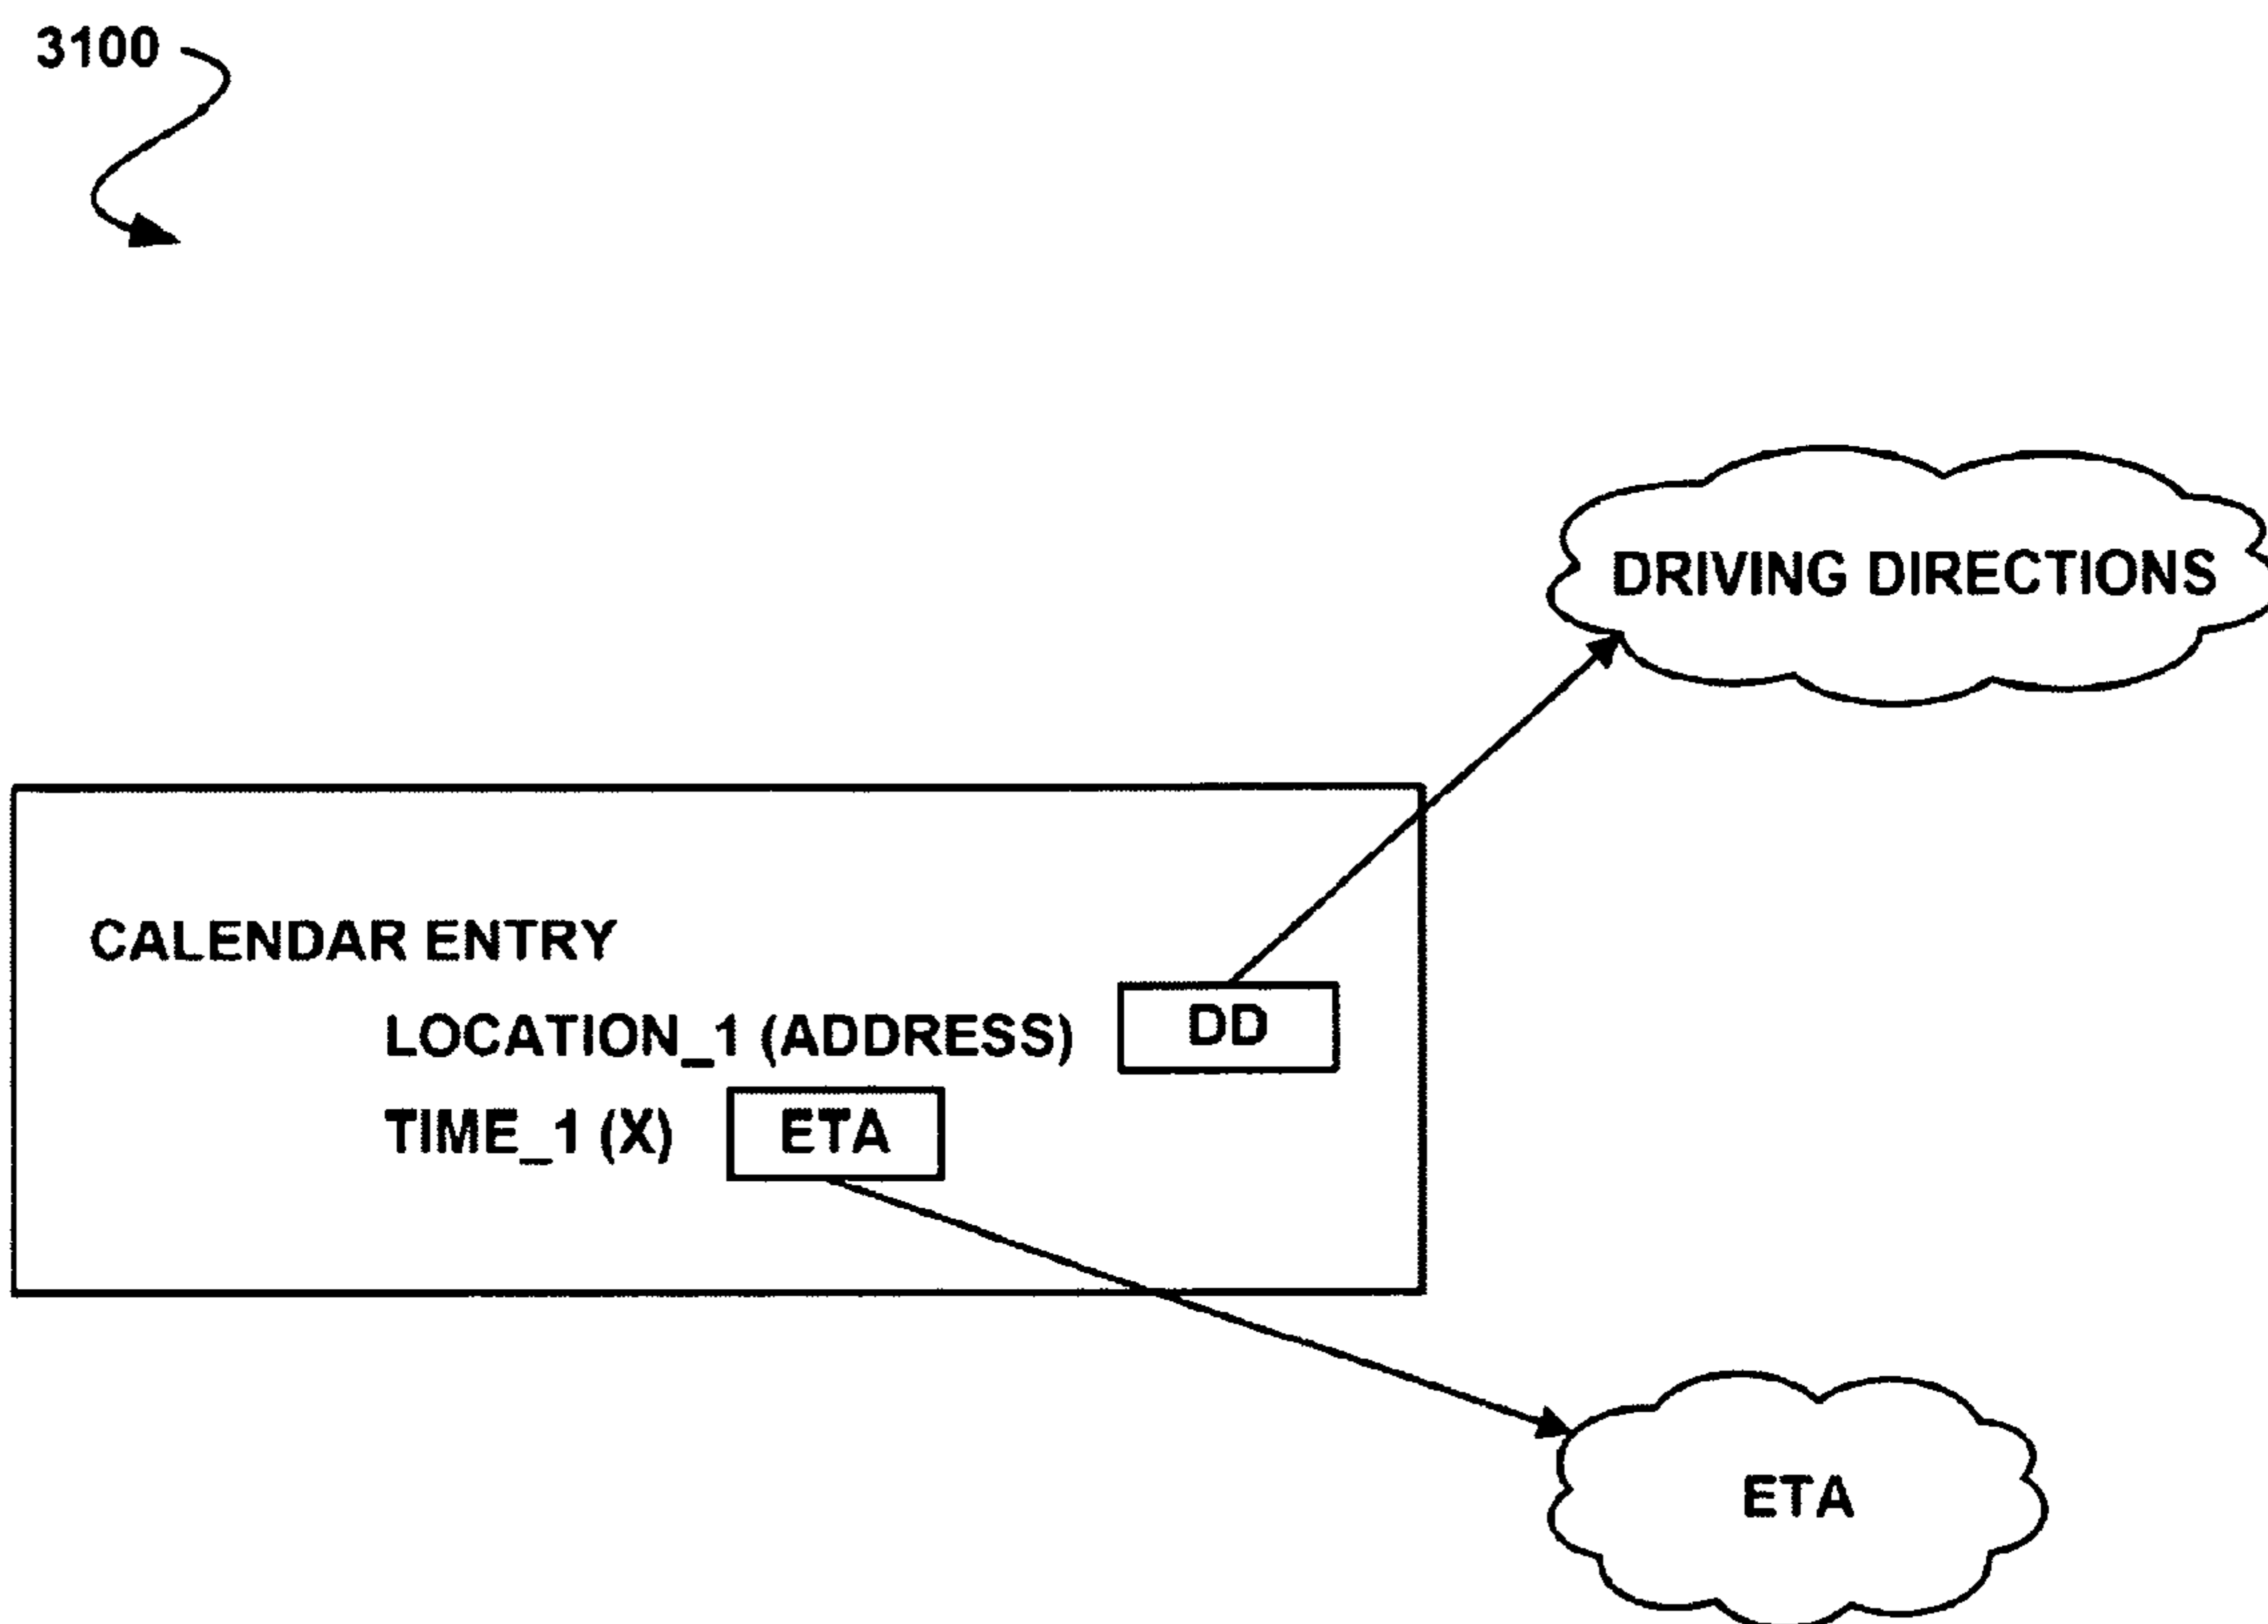 3100
DRIVING DIRECTIONS
CALENDAR ENTRY
LOCATION_1 (ADDRESS) DD
TIME_1 (X) ETA
ETA